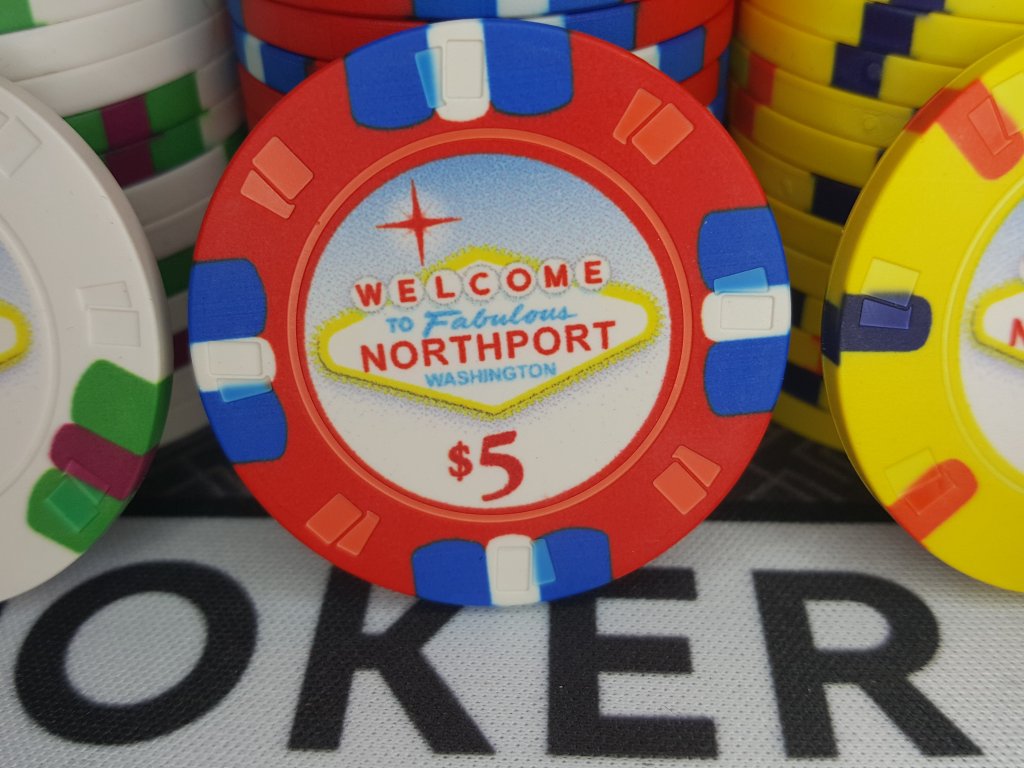 WELCOME
TO Fabulous
NORTHPORT
WASHINGTON
$5
OKER